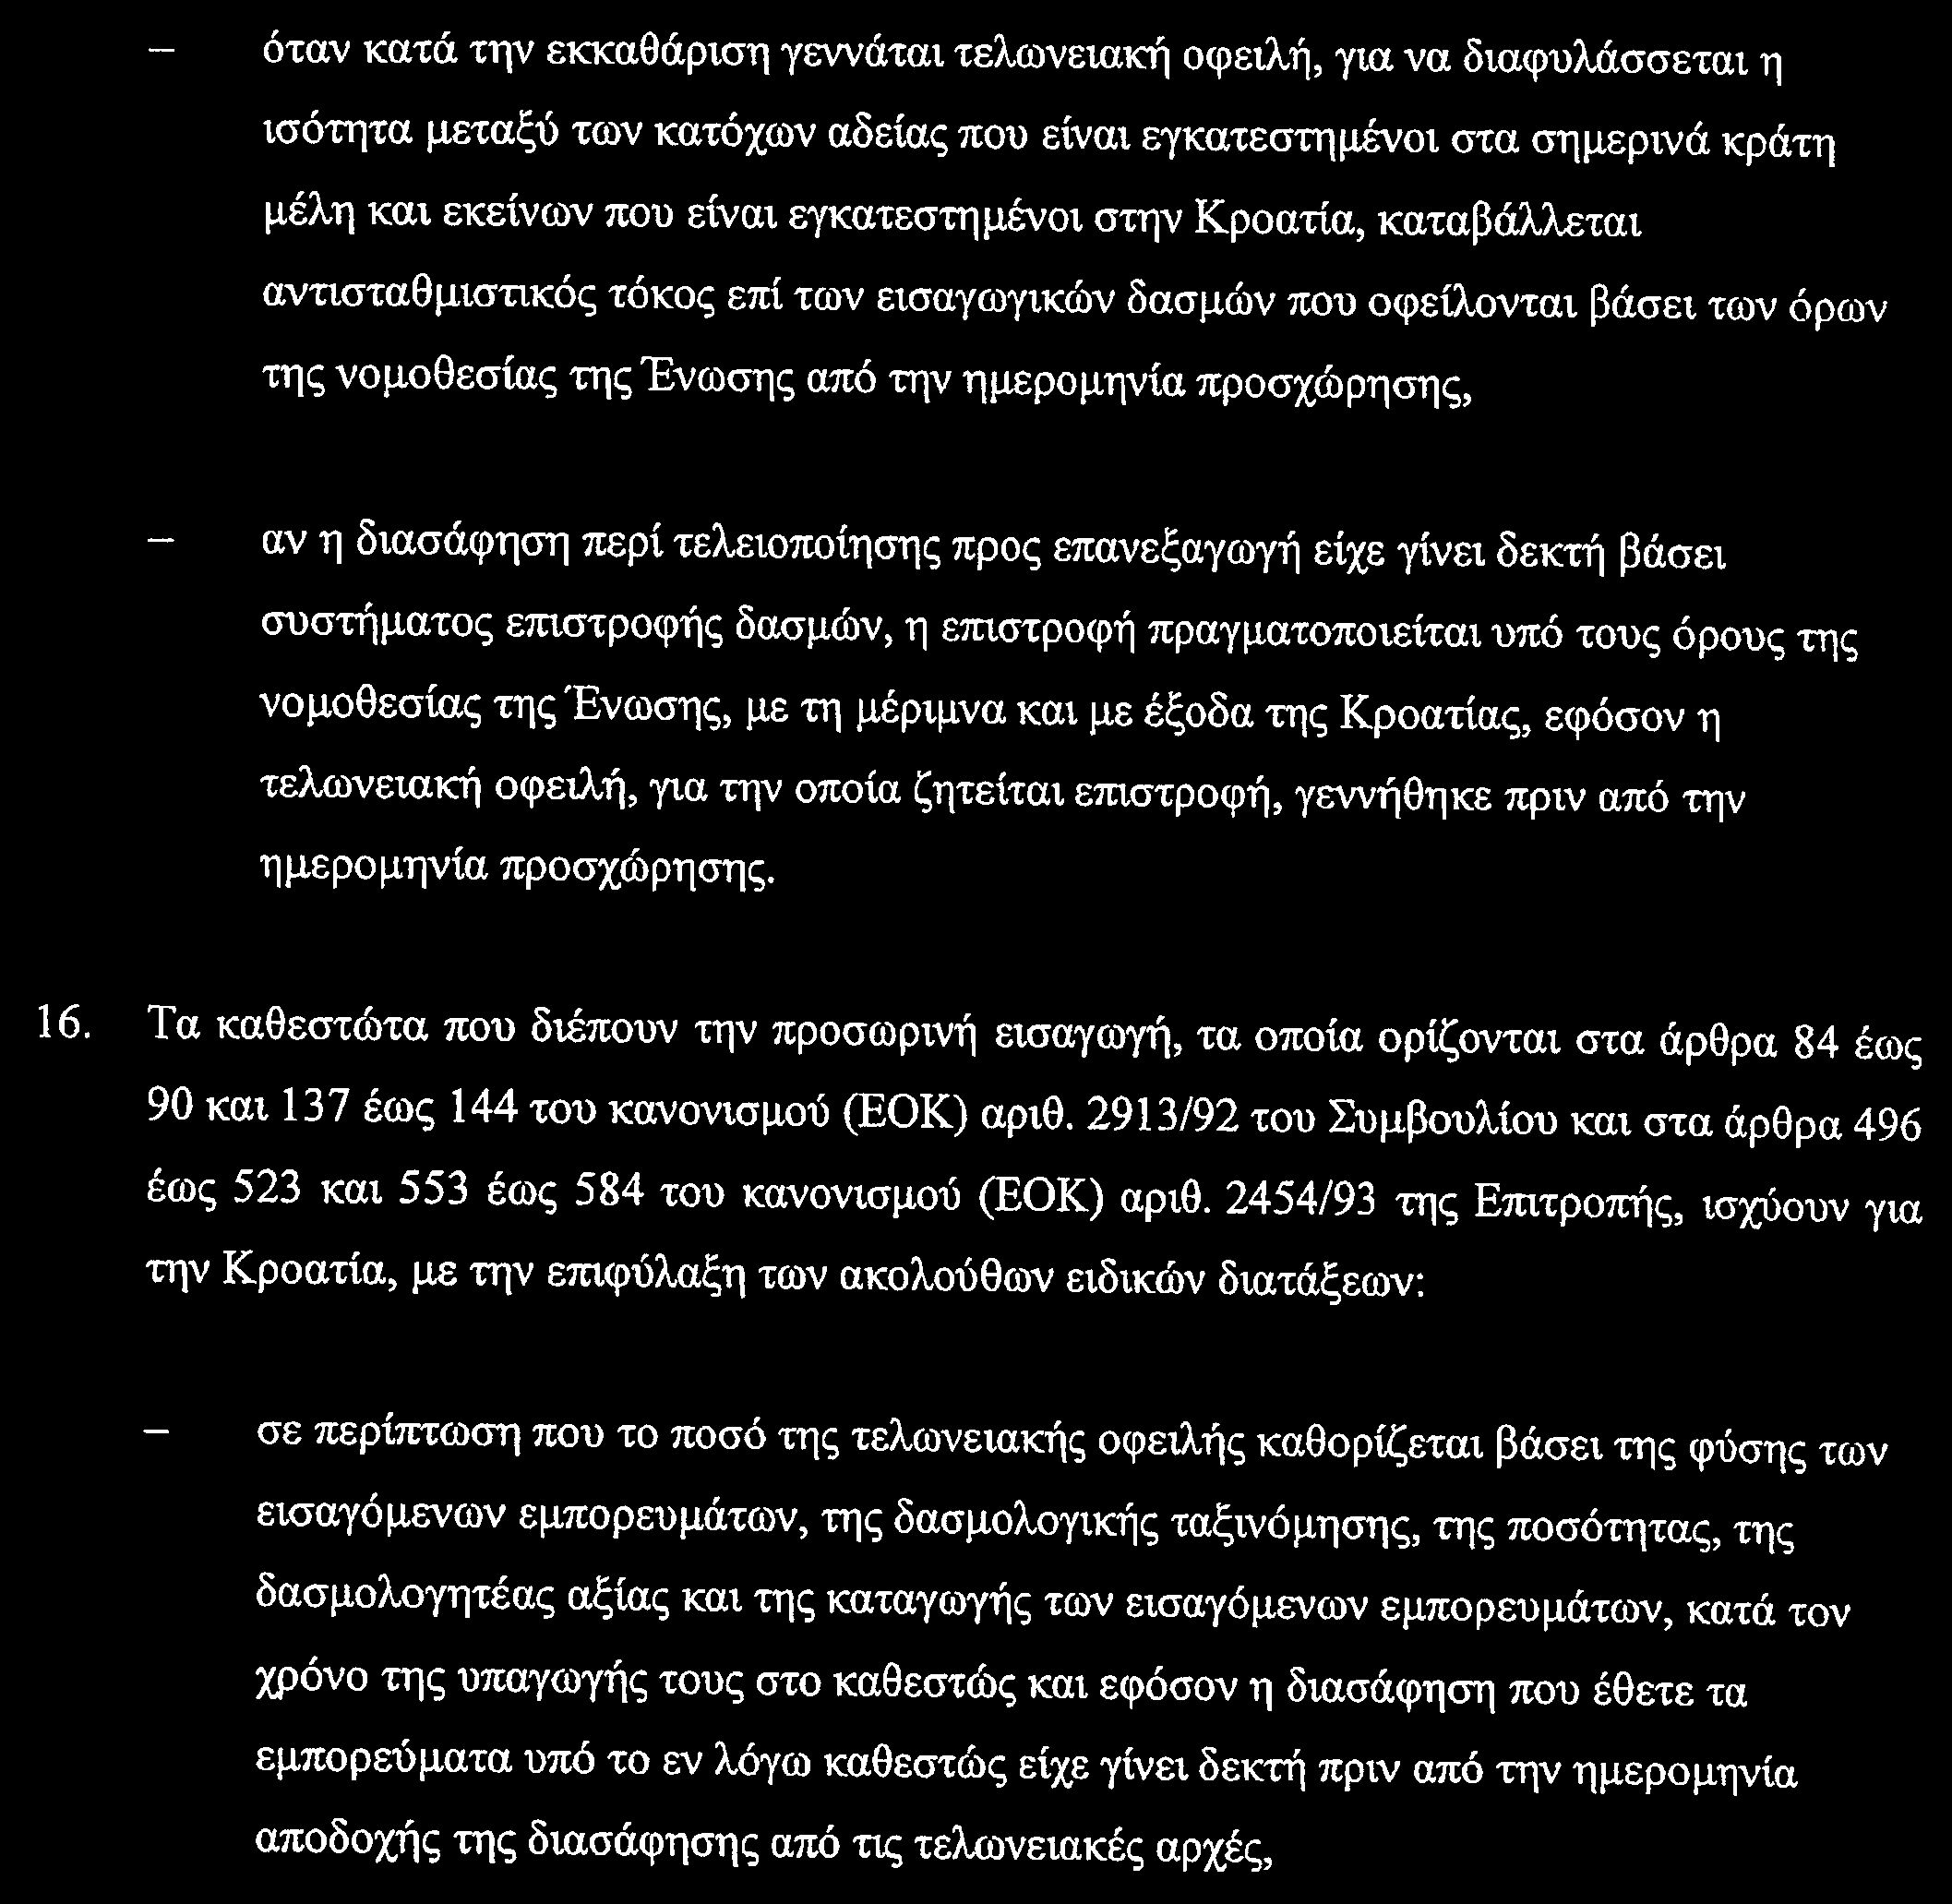 – όταν κατά την εκκαθάριση γεννάται τελωνειακή οφειλή, για να διαφυλάσσεται η
ισότητα μεταξύ των κατόχων αδείας που είναι εγκατεστημένοι στα σημερινά κράτη
μέλη και εκείνων που είναι εγκατεστημένοι στην Κροατία, καταβάλλεται
αντισταθμιστικός τόκος επί των εισαγωγικών δασμών που οφείλονται βάσει των όρων
της νομοθεσίας της Ένωσης από την ημερομηνία προσχώρησης,
– αν η διασάφηση περί τελειοποίησης προς επανεξαγωγή είχε γίνει δεκτή βάσει
συστήματος επιστροφής δασμών, η επιστροφή πραγματοποιείται υπό τους όρους της
νομοθεσίας της Ένωσης, με τη μέριμνα και με έξοδα της Κροατίας, εφόσον η
τελωνειακή οφειλή, για την οποία ζητείται επιστροφή, γεννήθηκε πριν από την
ημερομηνία προσχώρησης.
16. Τα καθεστώτα που διέπουν την προσωρινή εισαγωγή, τα οποία ορίζονται στα άρθρα 84 έως
90 και 137 έως 144 του κανονισμού (ΕΟΚ) αριθ. 2913/92 του Συμβουλίου και στα άρθρα 496
έως 523 και 553 έως 584 του κανονισμού (ΕΟΚ) αριθ. 2454/93 της Επιτροπής, ισχύουν για
την Κροατία, με την επιφύλαξη των ακολούθων ειδικών διατάξεων:
– σε περίπτωση που το ποσό της τελωνειακής οφειλής καθορίζεται βάσει της φύσης των
εισαγόμενων εμπορευμάτων, της δασμολογικής ταξινόμησης, της ποσότητας, της
δασμολογητέας αξίας και της καταγωγής των εισαγόμενων εμπορευμάτων, κατά τον
χρόνο της υπαγωγής τους στο καθεστώς και εφόσον η διασάφηση που έθετε τα
εμπορεύματα υπό το εν λόγω καθεστώς είχε γίνει δεκτή πριν από την ημερομηνία
αποδοχής της διασάφησης από τις τελωνειακές αρχές,